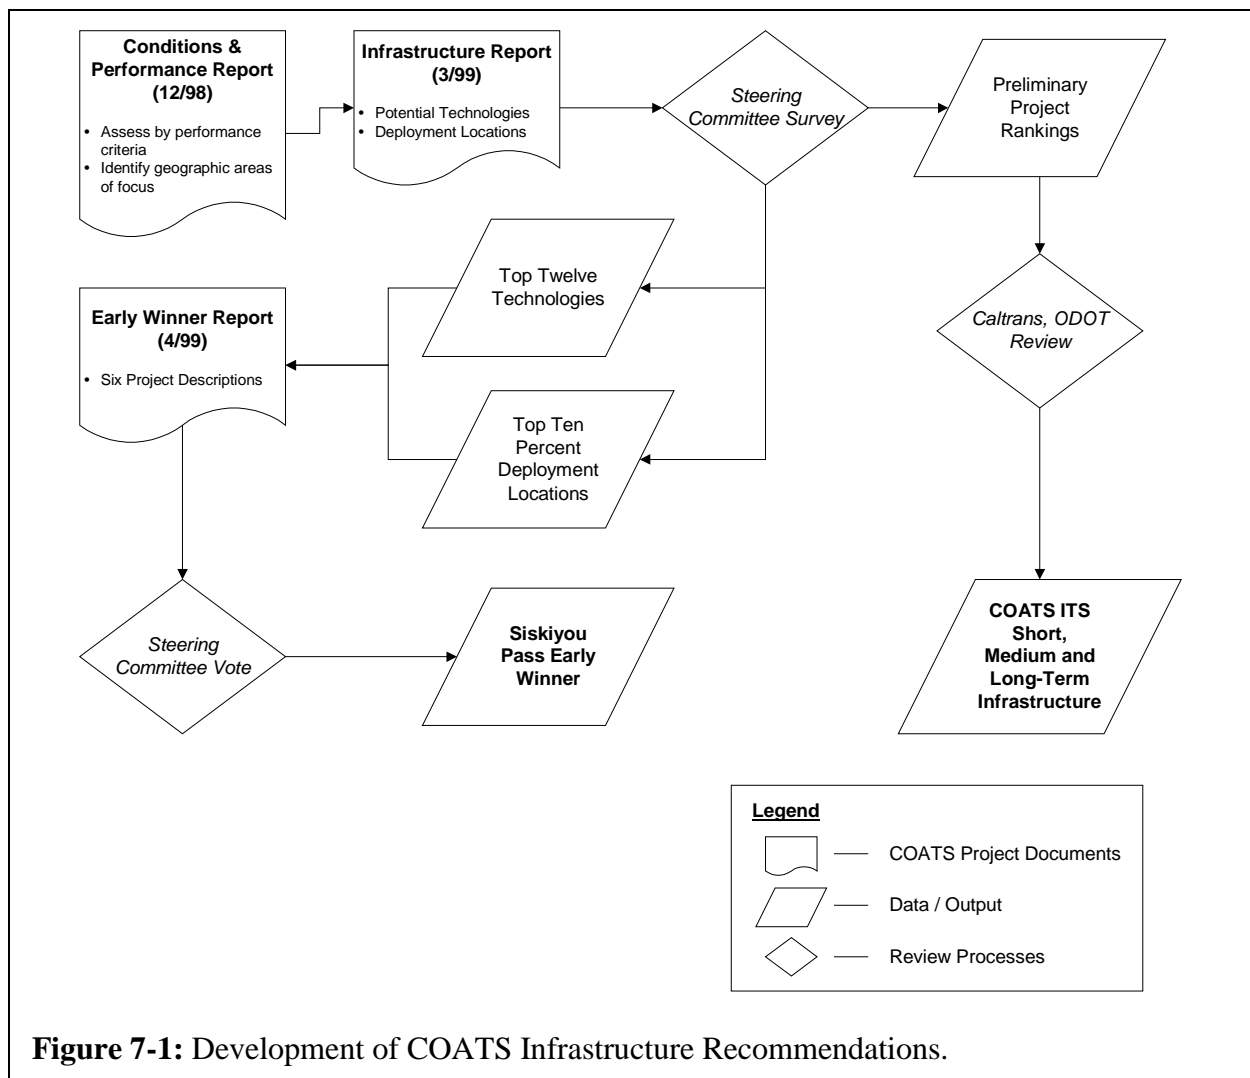 Conditions &
Performance Report
(12/98)
• Assess by performance
criteria
• Identify geographic areas
of focus
Infrastructure Report
(3/99)
• Potential Technologies
• Deployment Locations
Steering
Committee Survey
Preliminary
Project
Rankings
Top Twelve
Technologies
Early Winner Report
(4/99)
• Six Project Descriptions
Caltrans, ODOT
Review
Top Ten
Percent
Deployment
Locations
Steering
Committee Vote
Siskiyou
Pass Early
Winner
COATS ITS
Short,
Medium and
Long-Term
Infrastructure
Legend
COATS Project Documents
Data / Output
Review Processes
Figure 7-1: Development of COATS Infrastructure Recommendations.